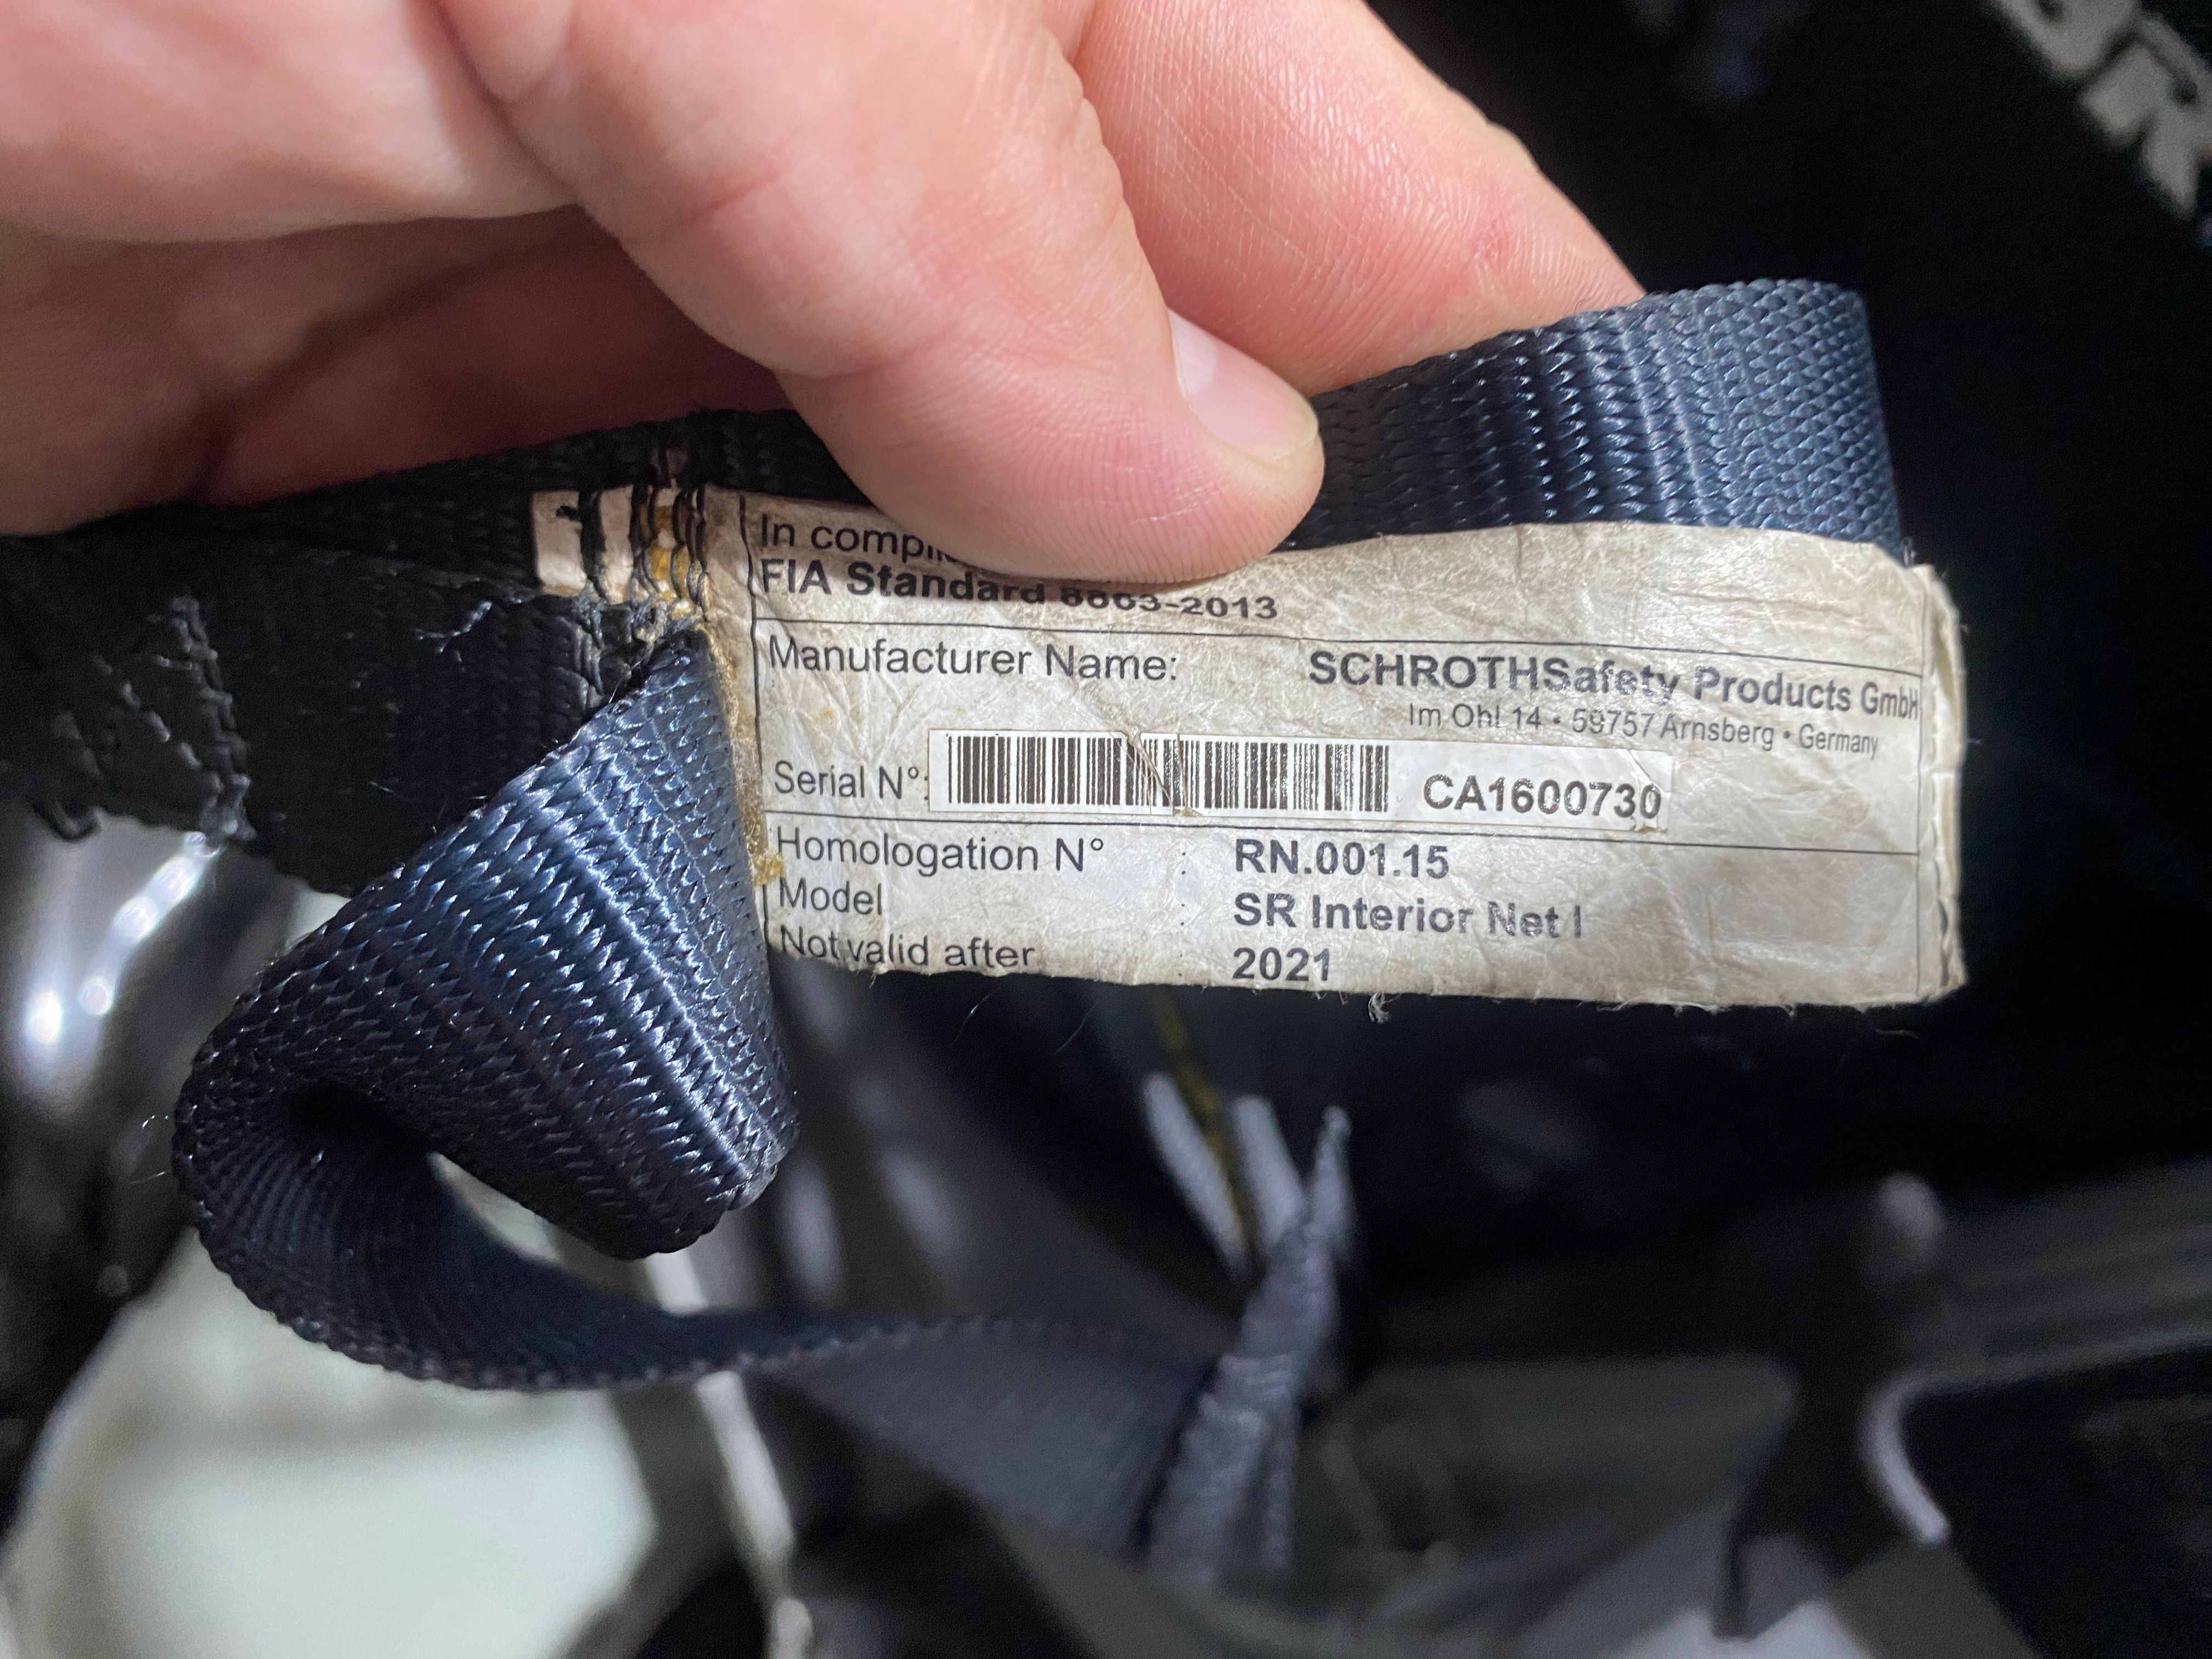 In
FIA Standard 8863-2013
Manufacturer Name: SCHROTHSafety Products GmbH
Im Ohl 14 • 59757 Arnsberg • Germany
Serial N°: CA1600730
Homologation N° : RN.001.15
Model : SR Interior Net I
Not valid after : 2021